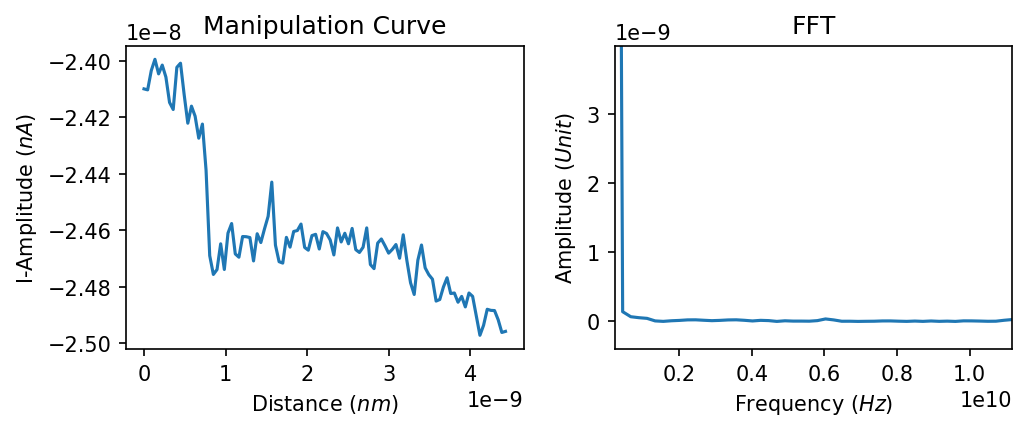 Manipulation Curve
1e−8
−2.40
−2.42
−2.44
−2.46
−2.48
−2.50
I-Amplitude (nA)
0 1 2 3 4
1e−9
Distance (nm)
FFT
1e−9
3
2
1
0
Amplitude (Unit)
0.2 0.4 0.6 0.8 1.0
1e10
Frequency (Hz)